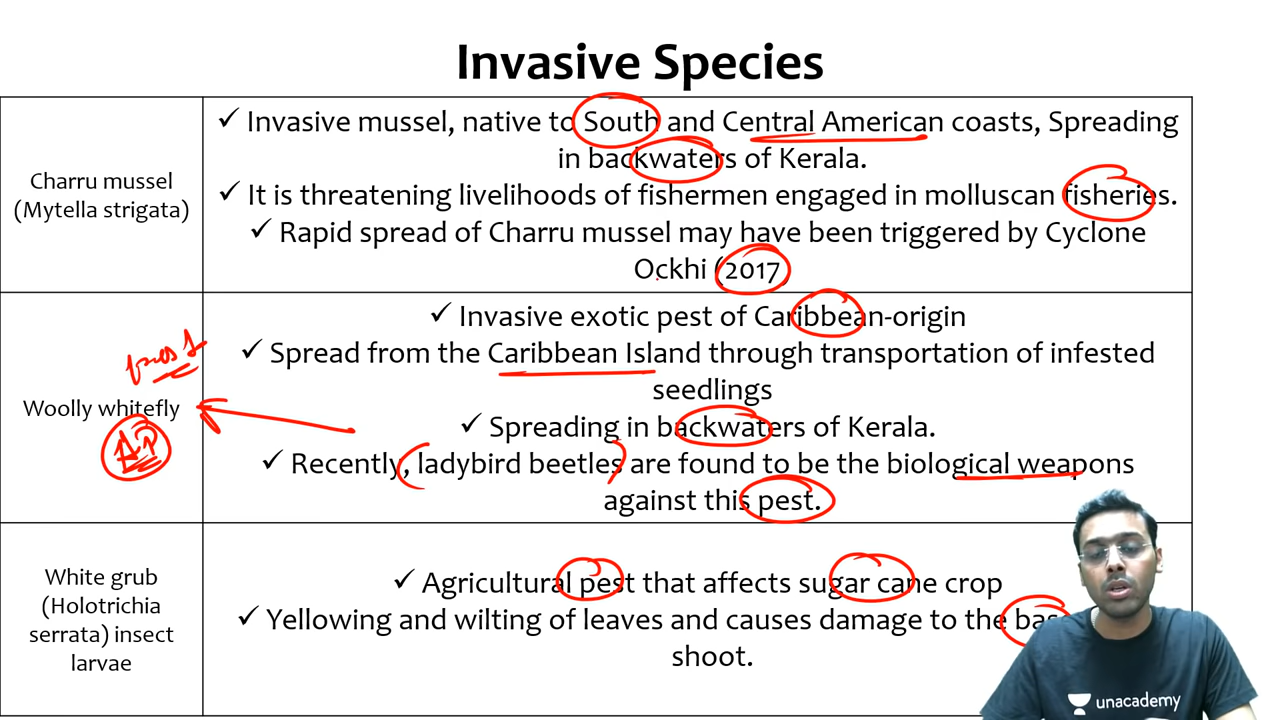 Invasive Species
Charru mussel
(Mytella strigata)
✓ Invasive mussel, native to South and Central American coasts, Spreading
in backwaters of Kerala.
✓ It is threatening livelihoods of fishermen engaged in molluscan fisheries.
✓ Rapid spread of Charru mussel may have been triggered by Cyclone
Ockhi (2017
Woolly whitefly
AP
✓ Invasive exotic pest of Caribbean-origin
✓ Spread from the Caribbean Island through transportation of infested
seedlings
✓ Spreading in backwaters of Kerala.
✓ Recently, ladybird beetles are found to be the biological weapons
against this pest.
White grub
(Holotrichia
serrata) insect
larvae
✓ Agricultural pest that affects sugar cane crop
✓ Yellowing and wilting of leaves and causes damage to the
shoot.
unacademy